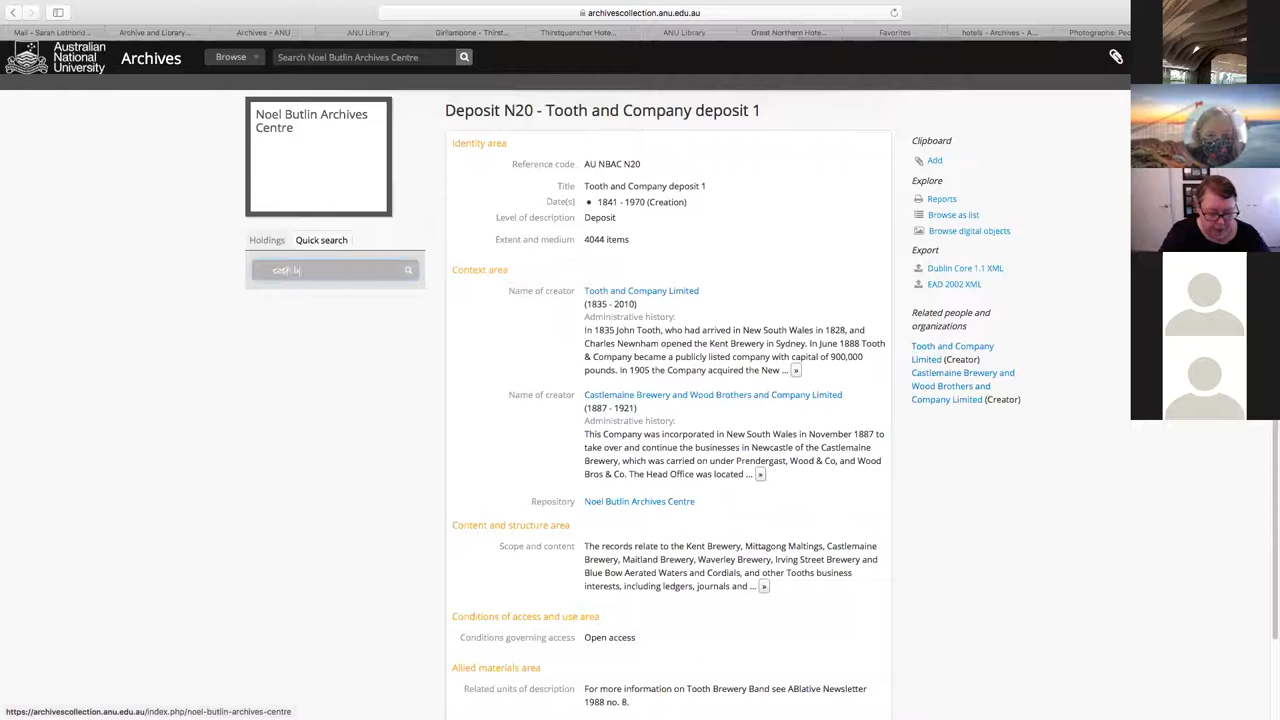 archivescollection.anu.edu.au
Mail - Sarah Lethbrid...
Archive and Library...
Archives - ANU
ANU Library
Girliambone - Thirst...
Thirstquencher Hote...
ANU Library
Great Northern Hote...
Favorites
hotels - Archives - A...
Photographs: Peo...
Australian
National
University
Archives
Browse
Search Noel Butlin Archives Centre
Noel Butlin Archives
Centre
Holdings
Quick search
Deposit N20 - Tooth and Company deposit 1
Identity area
Reference code AU NBAC N20
Title Tooth and Company deposit 1
Date(s) • 1841 - 1970 (Creation)
Level of description Deposit
Extent and medium 4044 items
Context area
Name of creator Tooth and Company Limited
(1835 - 2010)
Administrative history:
In 1835 John Tooth, who had arrived in New South Wales in 1828, and
Charles Newnham opened the Kent Brewery in Sydney. In June 1888 Tooth
& Company became a publicly listed company with capital of 900,000
pounds. In 1905 the Company acquired the New ... »
Name of creator Castlemaine Brewery and Wood Brothers and Company Limited
(1887 - 1921)
Administrative history:
This Company was incorporated in New South Wales in November 1887 to
take over and continue the businesses in Newcastle of the Castlemaine
Brewery, which was carried on under Prendergast, Wood & Co, and Wood
Bros & Co. The Head Office was located ... »
Repository Noel Butlin Archives Centre
Content and structure area
Scope and content The records relate to the Kent Brewery, Mittagong Maltings, Castlemaine
Brewery, Maitland Brewery, Waverley Brewery, Irving Street Brewery and
Blue Bow Aerated Waters and Cordials, and other Tooths business
interests, including ledgers, journals and ... »
Conditions of access and use area
Conditions governing access Open access
Allied materials area
Related units of description For more information on Tooth Brewery Band see ABlative Newsletter
1988 no. 8.
Clipboard
Add
Explore
Reports
Browse as list
Browse digital objects
Export
Dublin Core 1.1 XML
EAD 2002 XML
Related people and
organizations
Tooth and Company
Limited (Creator)
Castlemaine Brewery and
Wood Brothers and
Company Limited (Creator)
https://archivescollection.anu.edu.au/index.php/noel-butlin-archives-centre